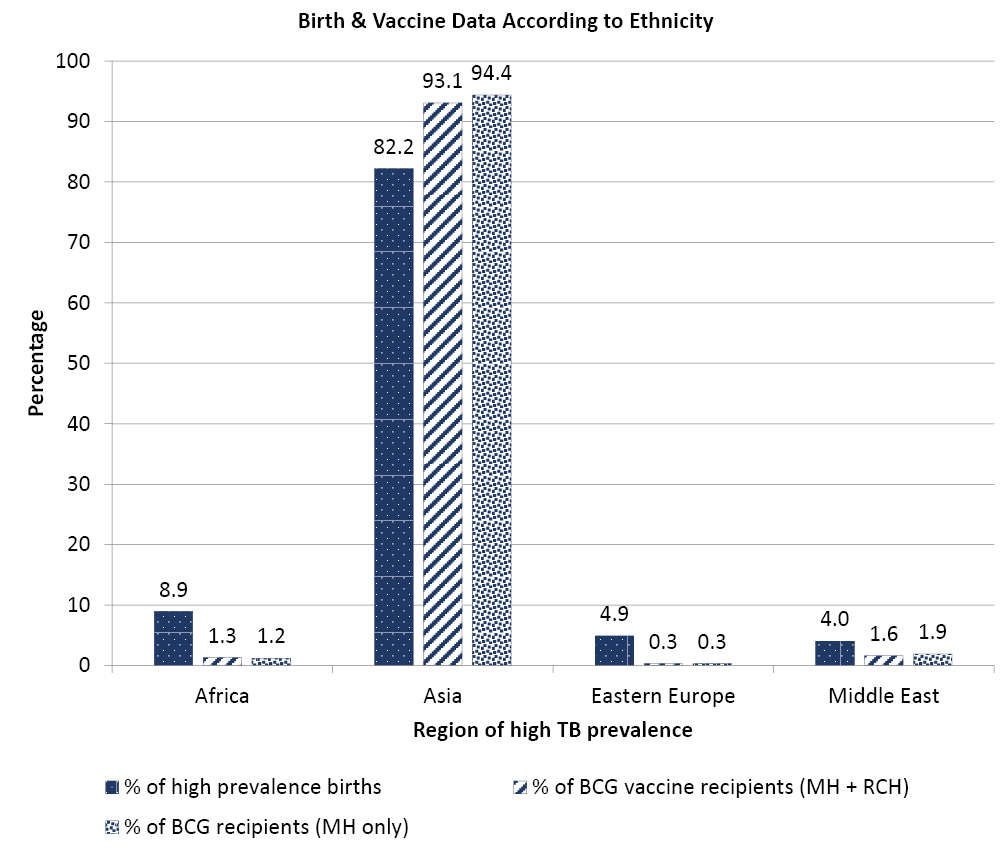 Birth & Vaccine Data According to Ethnicity
100
90
80
70
60
50
40
30
20
10
0
Percentage
8.9
1.3
1.2
82.2
93.1
94.4
4.9
0.3
0.3
4.0
1.6
1.9
Africa
Asia
Eastern Europe
Middle East
Region of high TB prevalence
% of high prevalence births
% of BCG vaccine recipients (MH + RCH)
% of BCG recipients (MH only)